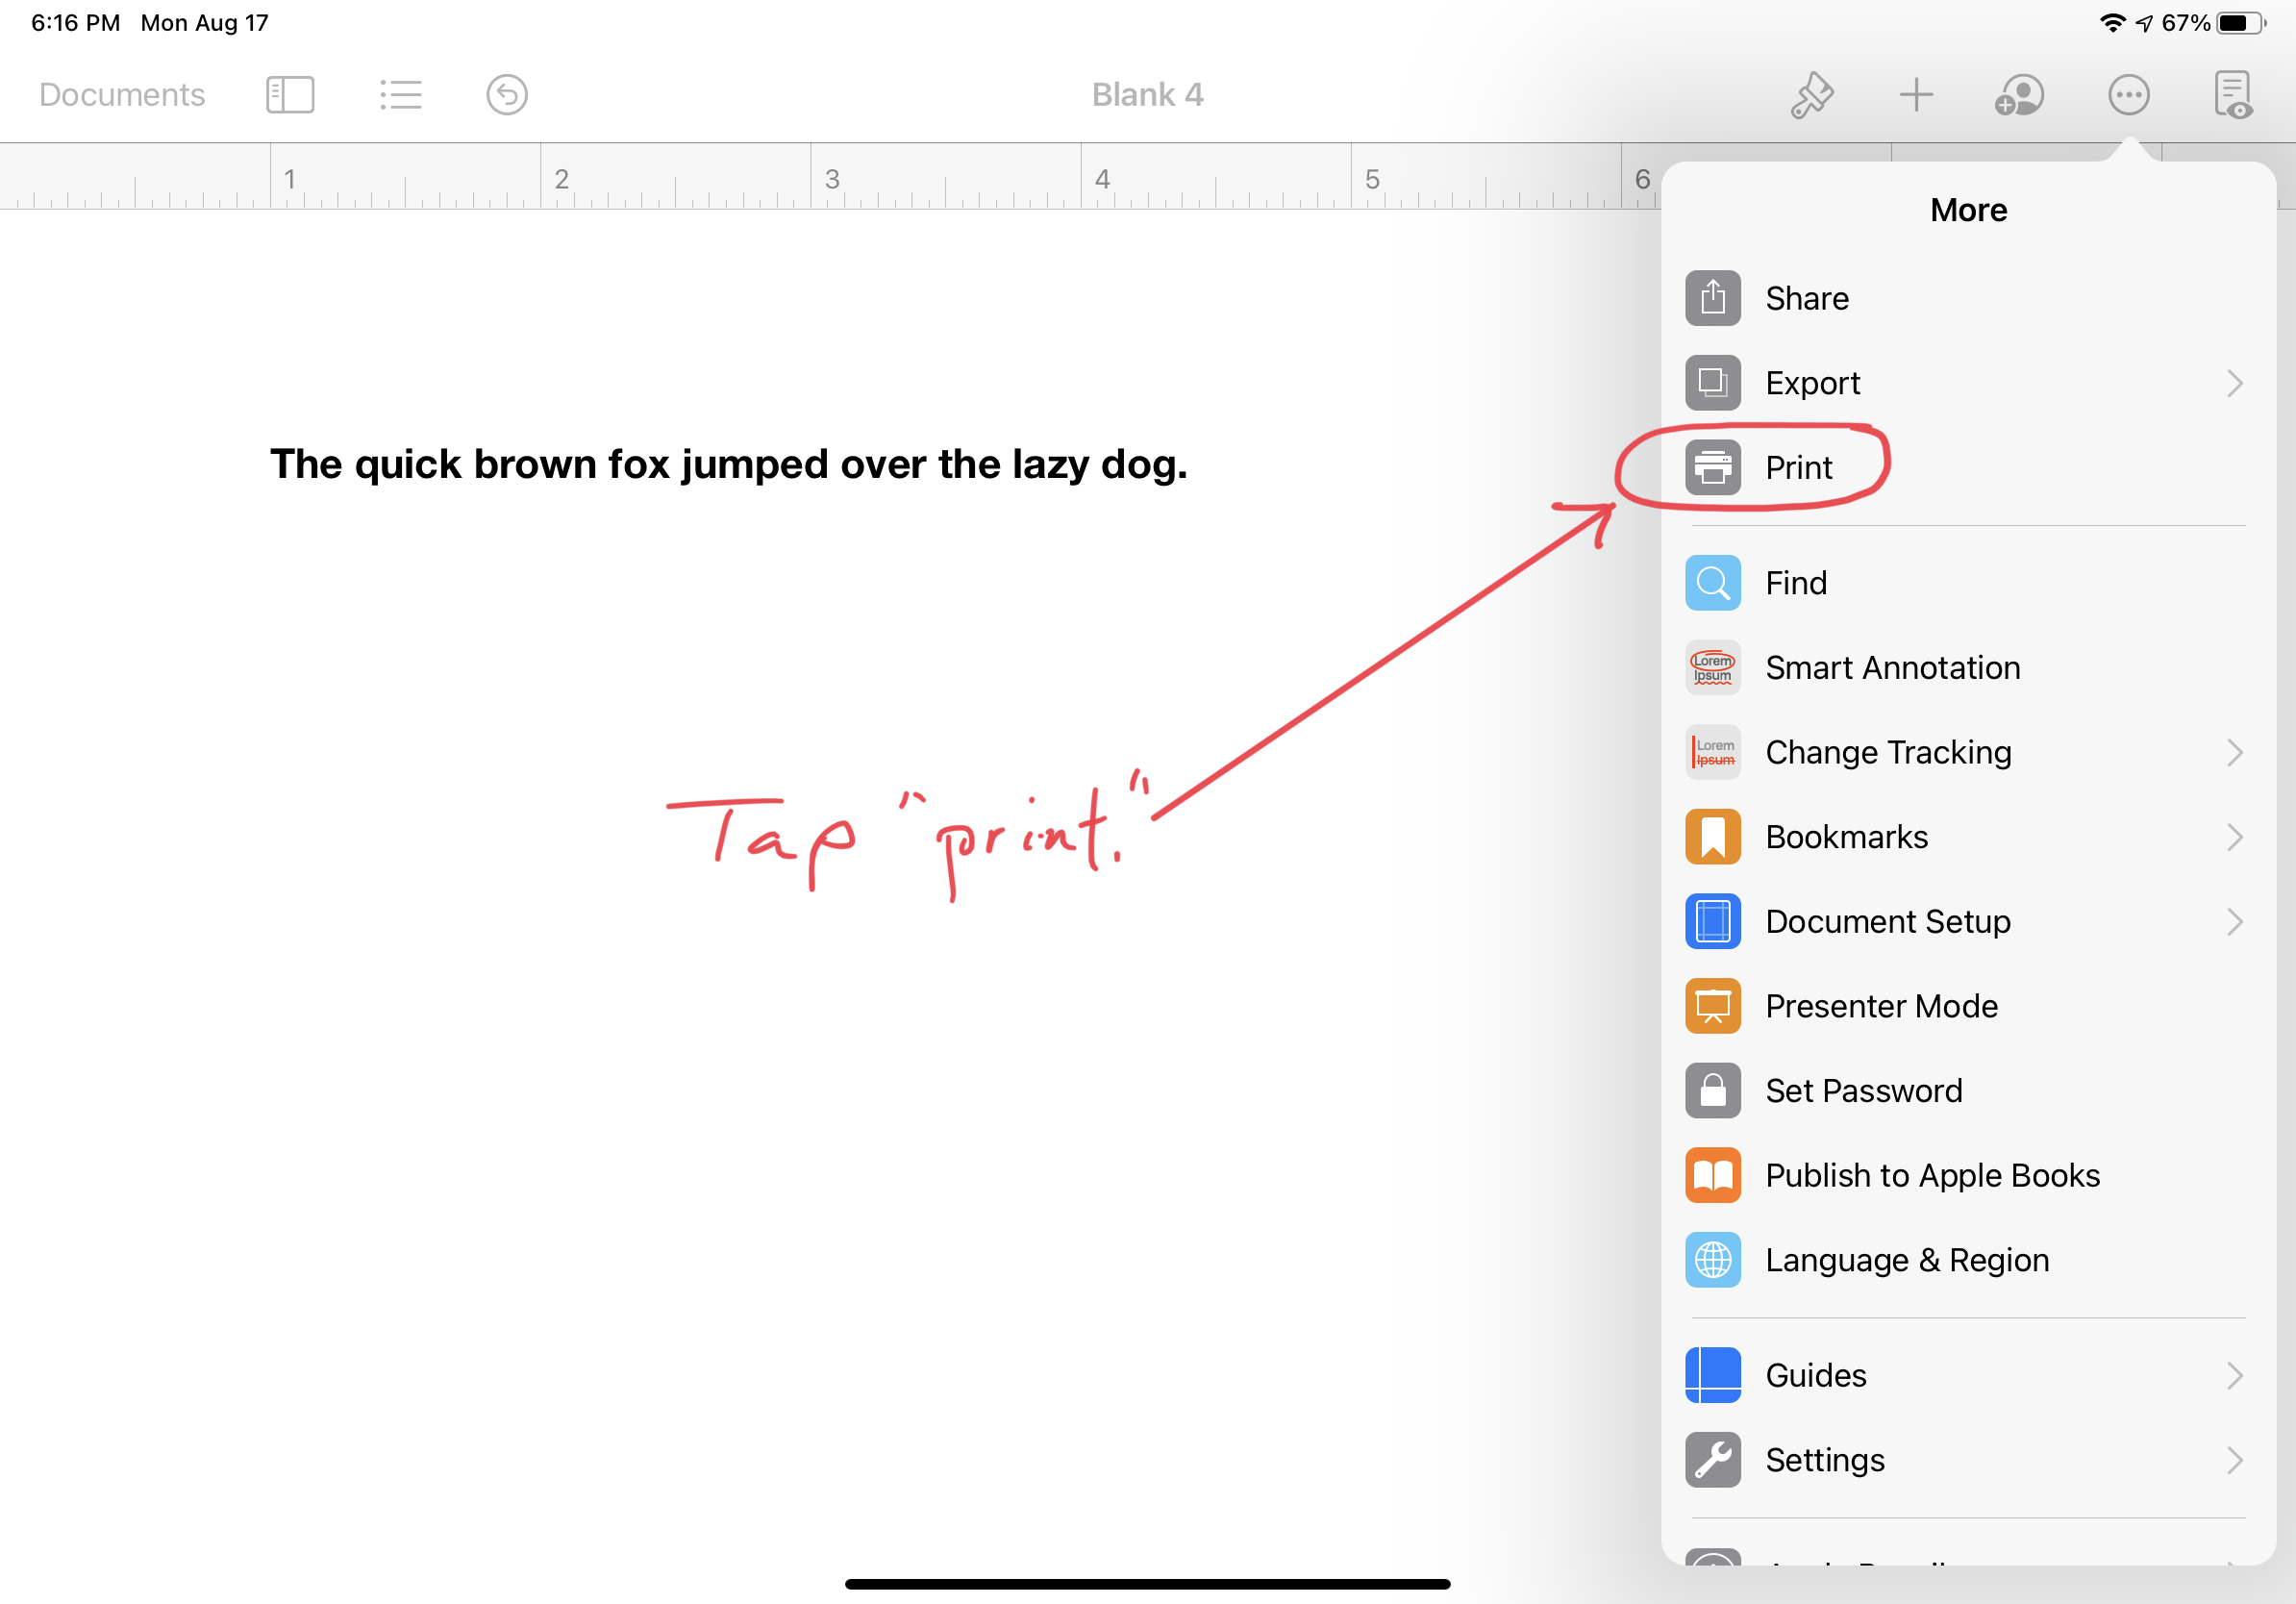 6:16 PM Mon Aug 17
67%
Documents
Blank 4
1 2 3 4 5 6
More
Share
Export
Print
The quick brown fox jumped over the lazy dog.
Find
Lorem
Ipsum
Smart Annotation
Lorem
Ipsum
Change Tracking
Tap "print."
Bookmarks
Document Setup
Presenter Mode
Set Password
Publish to Apple Books
Language & Region
Guides
Settings